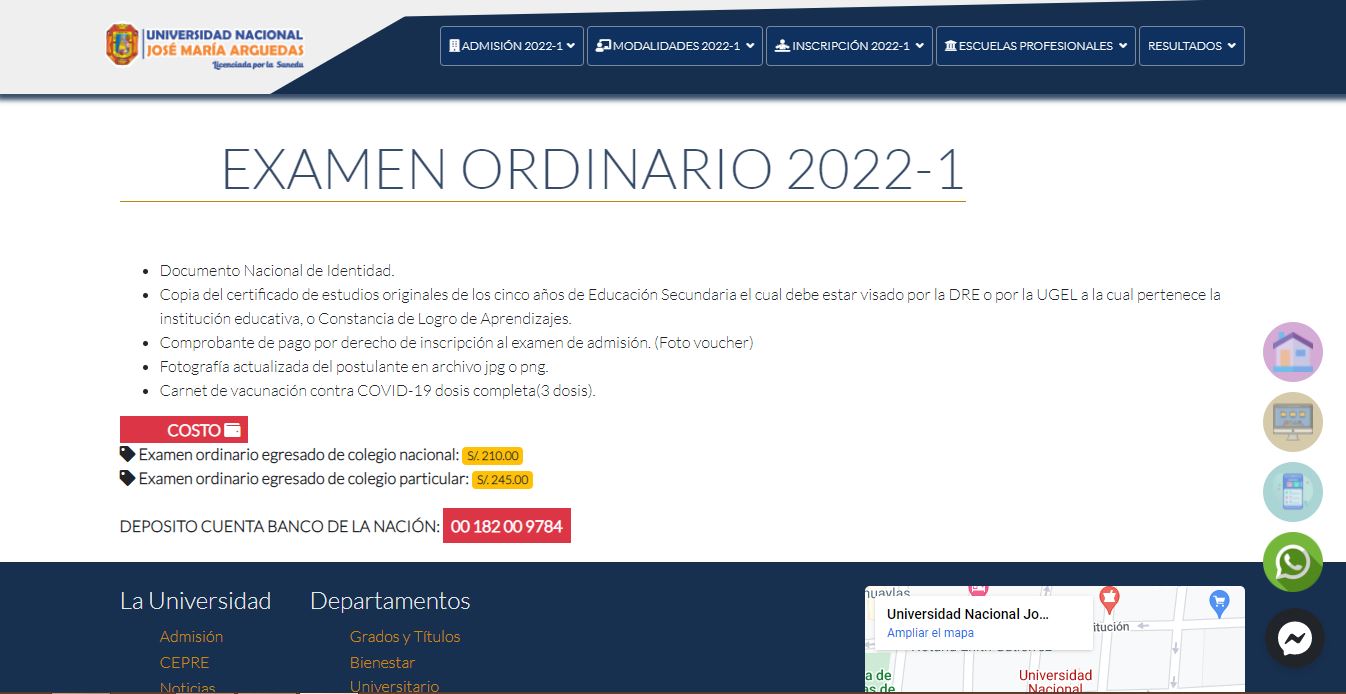 UNIVERSIDAD NACIONAL
JOSÉ MARÍA ARGUEDAS
Licenciada por la Sunedu
ADMISIÓN 2022-1
MODALIDADES 2022-1
INSCRIPCIÓN 2022-1
ESCUELAS PROFESIONALES
RESULTADOS
EXAMEN ORDINARIO 2022-1
Documento Nacional de Identidad.
Copia del certificado de estudios originales de los cinco años de Educación Secundaria el cual debe estar visado por la DRE o por la UGEL a la cual pertenece la
institución educativa, o Constancia de Logro de Aprendizajes.
Comprobante de pago por derecho de inscripción al examen de admisión. (Foto voucher)
Fotografía actualizada del postulante en archivo jpg o png.
Carnet de vacunación contra COVID-19 dosis completa(3 dosis).
COSTO
Examen ordinario egresado de colegio nacional: S/. 210.00
Examen ordinario egresado de colegio particular: S/. 245.00
DEPOSITO CUENTA BANCO DE LA NACIÓN: 00 182 00 9784
La Universidad
Admisión
CEPRE
Noticias
Departamentos
Grados y Títulos
Bienestar
Universitario
Universidad Nacional Jo...
Ampliar el mapa
Universidad
Nacional